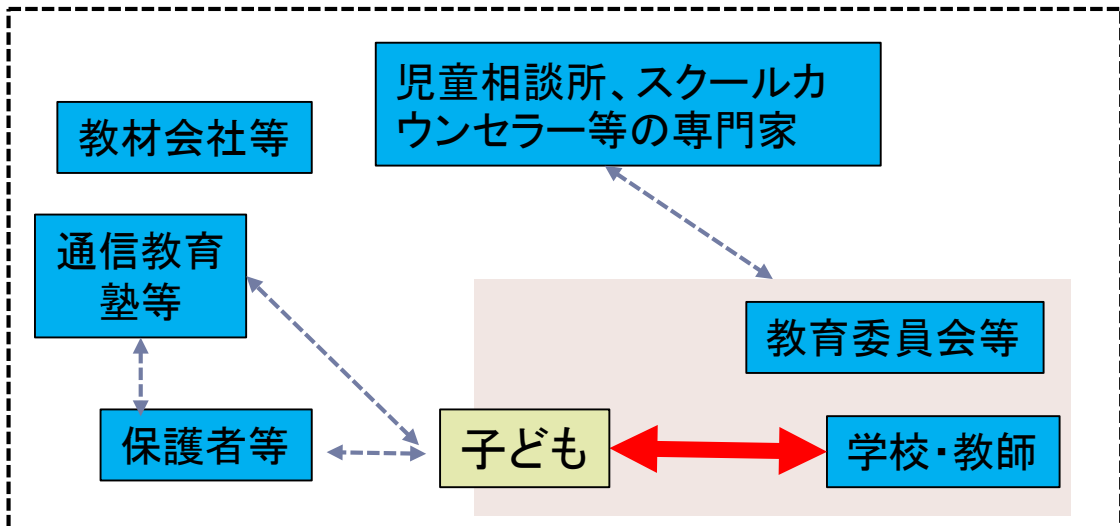 児童相談所、スクールカ
ウンセラー等の専門家
教材会社等
通信教育
塾等
教育委員会等
保護者等
子ども
学校・教師